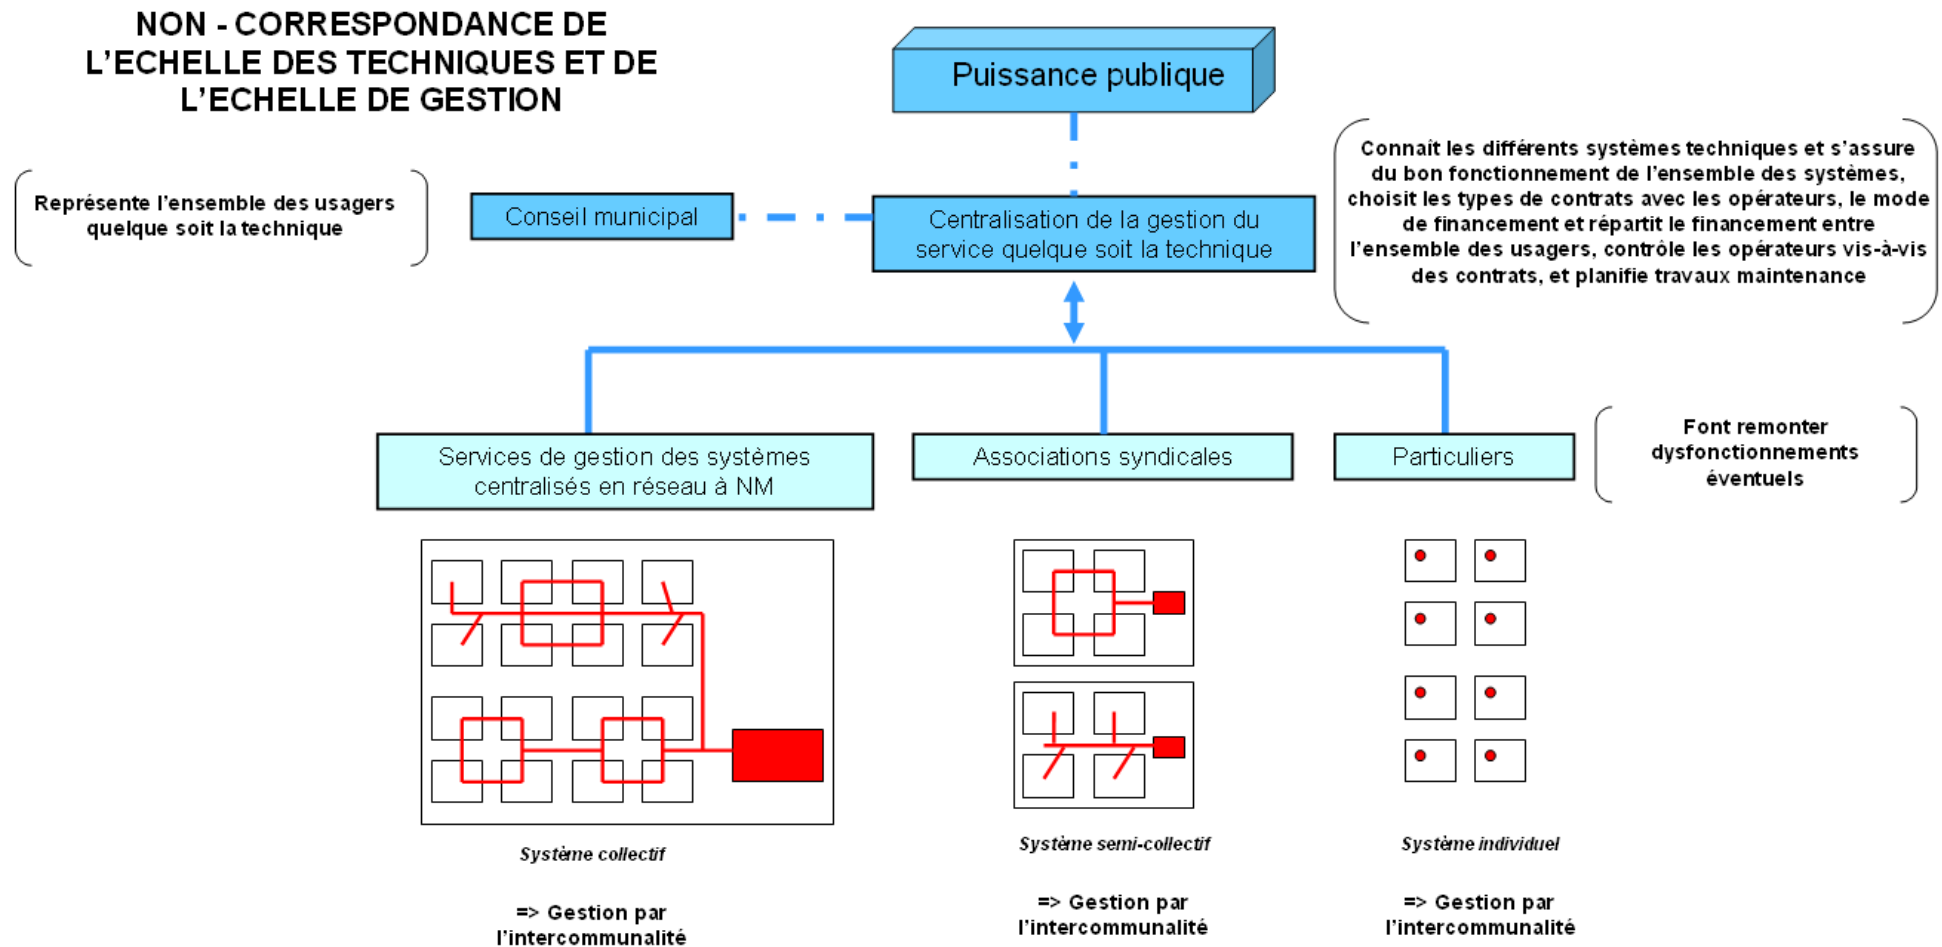 NON - CORRESPONDANCE DE
L'ECHELLE DES TECHNIQUES ET DE
L'ECHELLE DE GESTION
Puissance publique
Représente l'ensemble des usagers
quelque soit la technique
Conseil municipal
Centralisation de la gestion du
service quelque soit la technique
Connait les différents systèmes techniques et s'assure
du bon fonctionnement de l'ensemble des systèmes,
choisit les types de contrats avec les opérateurs, le mode
de financement et répartit le financement entre
l'ensemble des usagers, contrôle les opérateurs vis-à-vis
des contrats, et planifie travaux maintenance
Services de gestion des systèmes
centralisés en réseau à NM
Associations syndicales
Particuliers
Font remonter
dysfonctionnements
éventuels
Système collectif
Système semi-collectif
Système individuel
=> Gestion par
l'intercommunalité
=> Gestion par
l'intercommunalité
=> Gestion par
l'intercommunalité